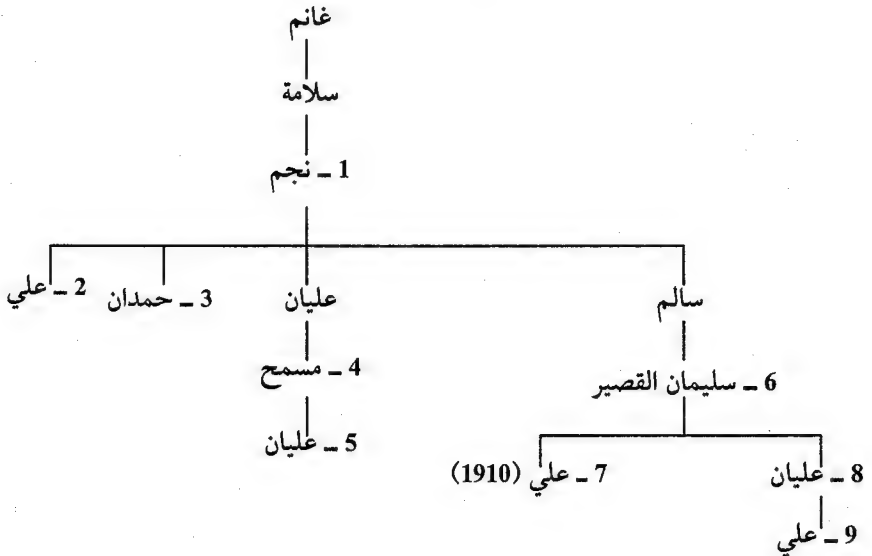 غانم
سلامة
1 ـ نجم
سالم
عليان
3 ـ حمدان
2 ـ علي
6 ـ سليمان القصير
4 ـ مسمح
5 ـ عليان
8 ـ عليان
7 ـ علي (1910)
9 ـ علي